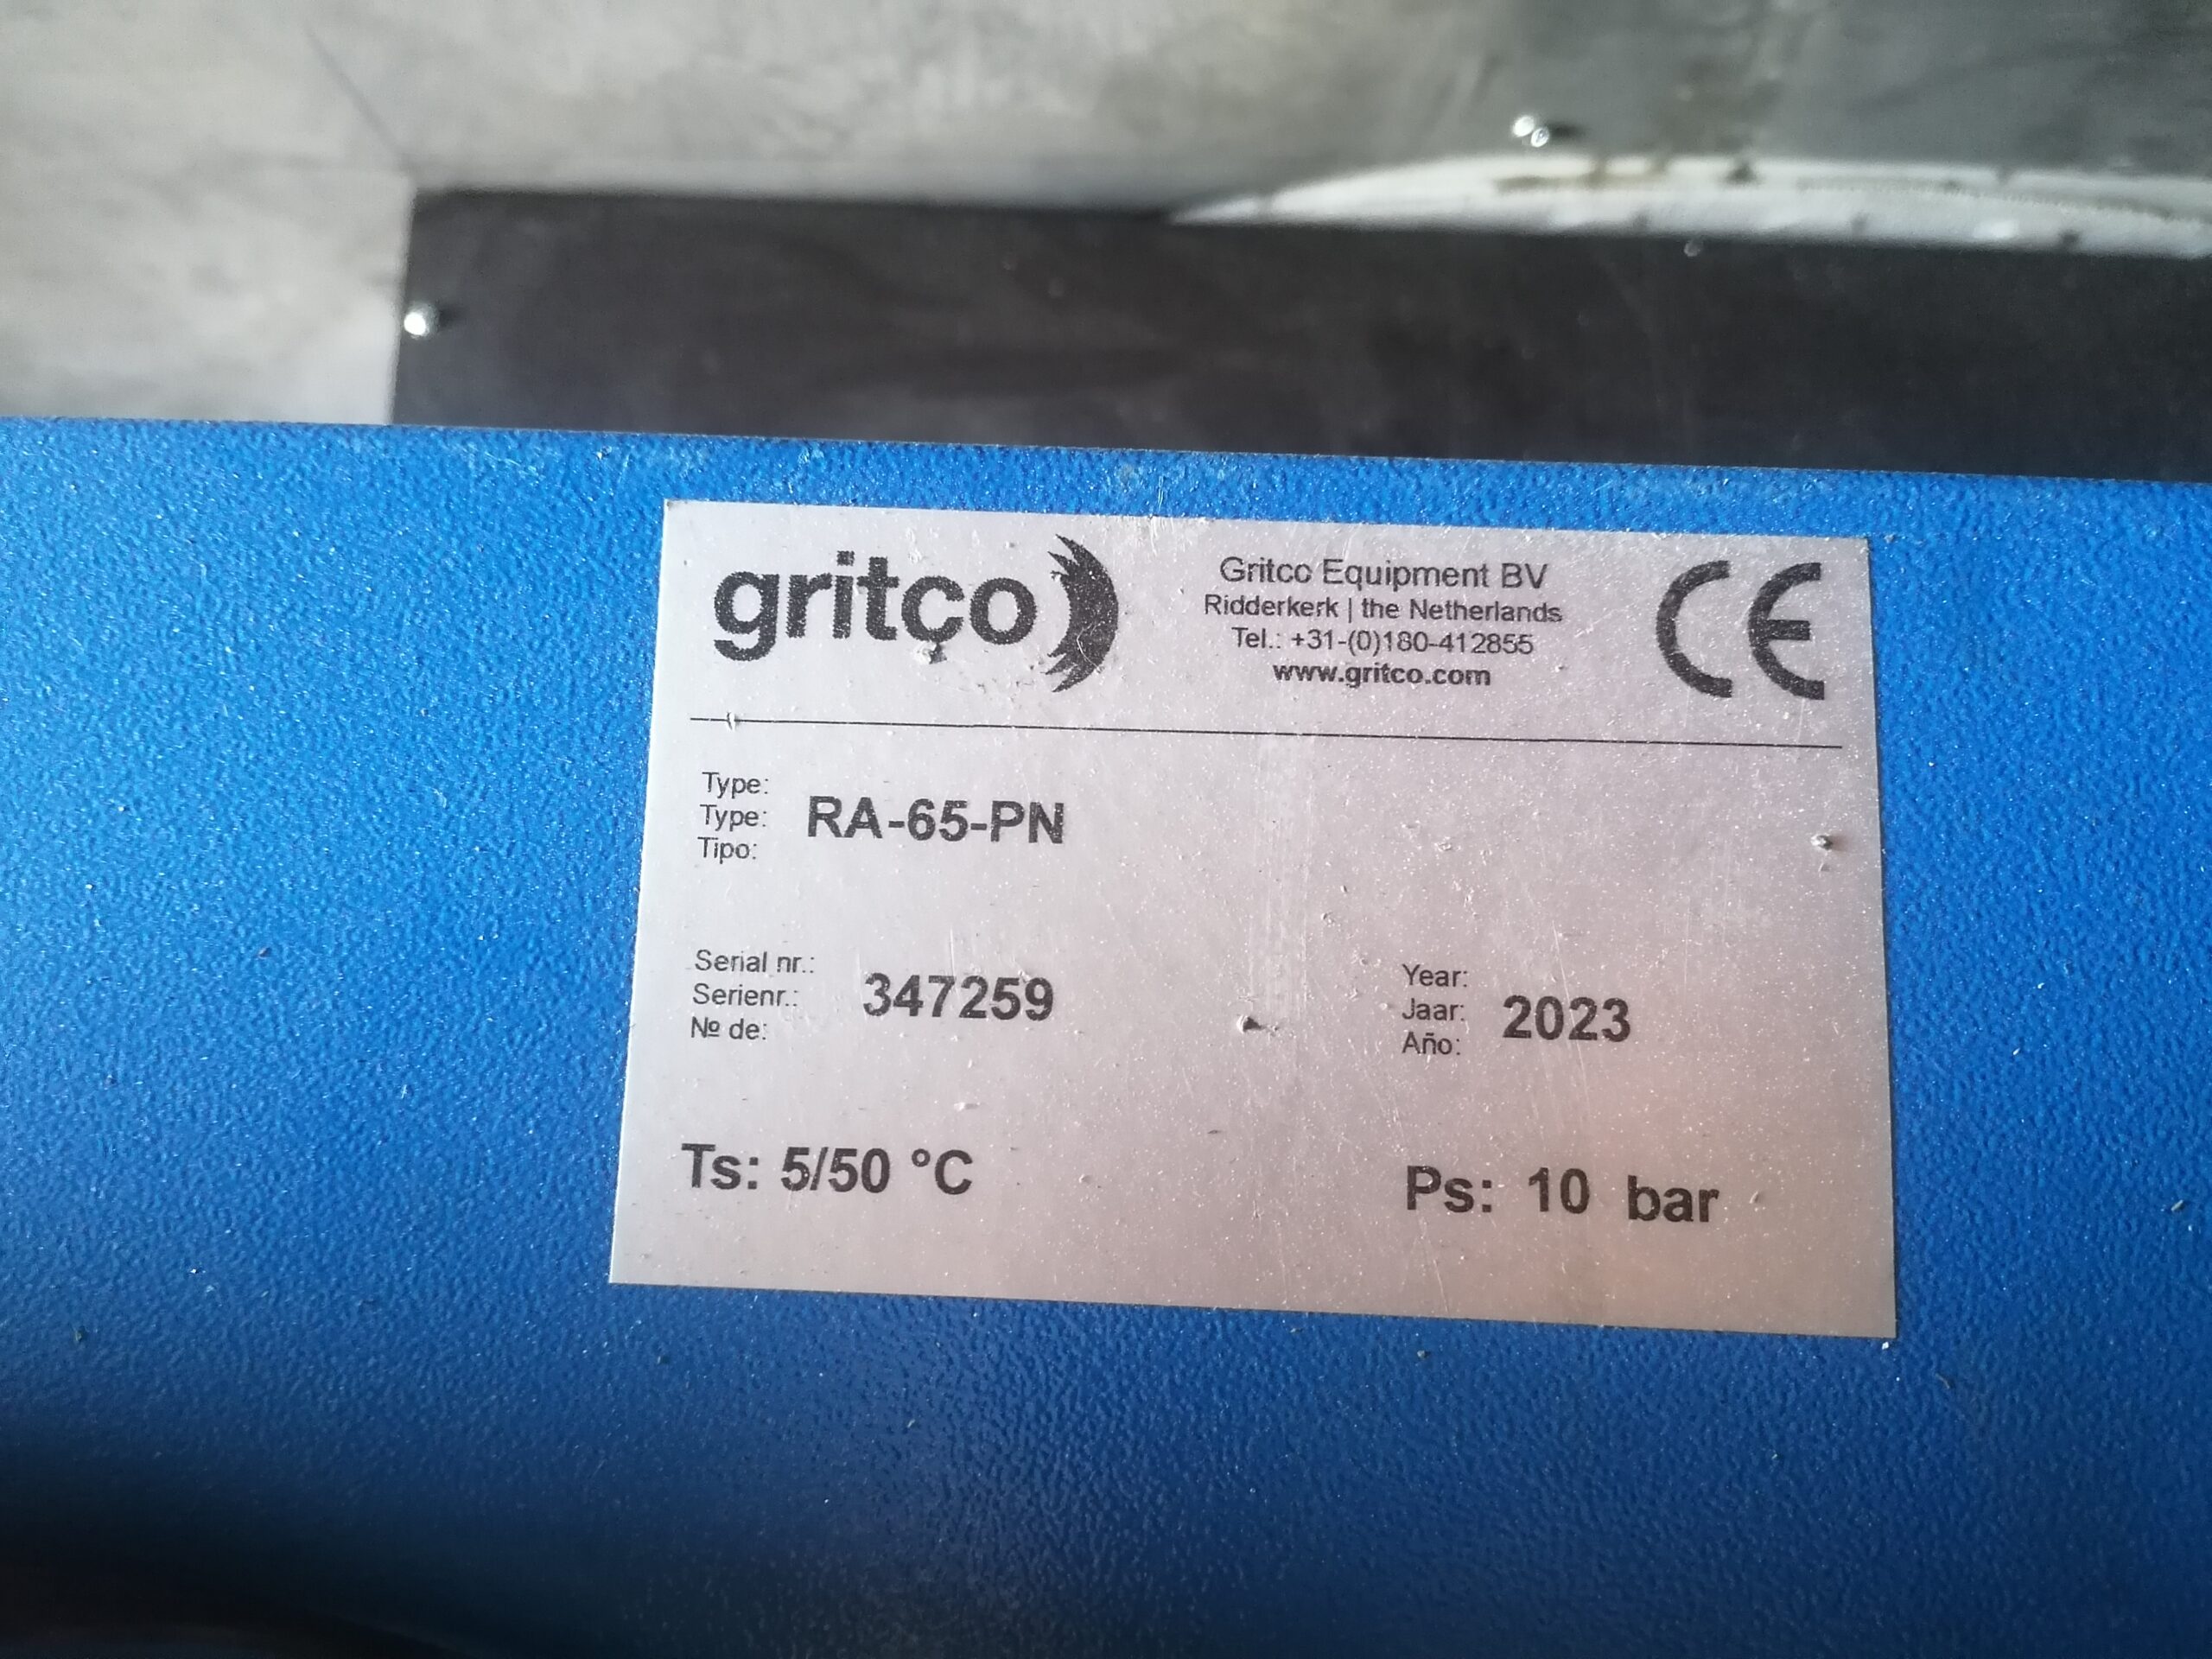 gritço
Gritco Equipment BV
Ridderkerk | the Netherlands
Tel.: +31-(0)180-412855
www.gritco.com
CE
Type:
Type:
Tipo:
RA-65-PN
Serial nr.:
Serienr.:
Nº de:
347259
Year:
Jaar:
Año:
2023
Ts: 5/50 °C
Ps: 10 bar